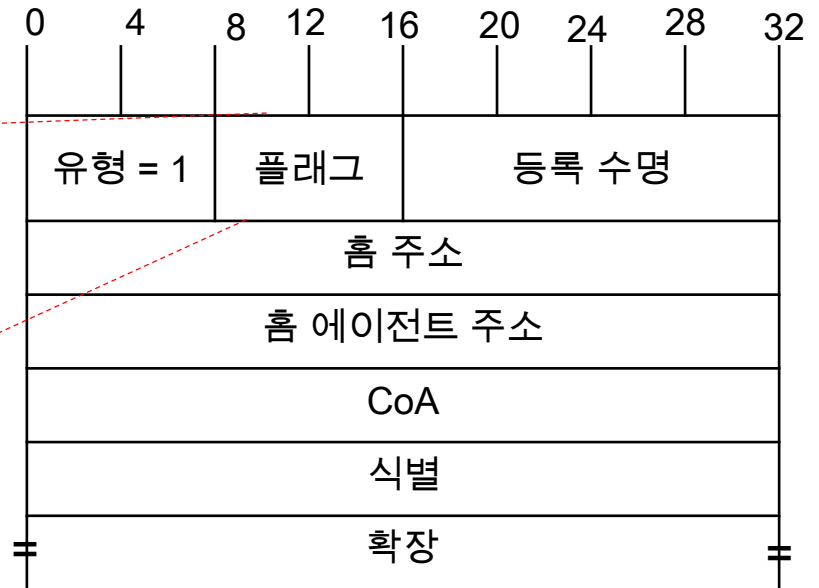 0 4 8 12 16 20 24 28 32
유형 = 1 플래그 등록 수명
홈 주소
홈 에이전트 주소
CoA
식별
확장